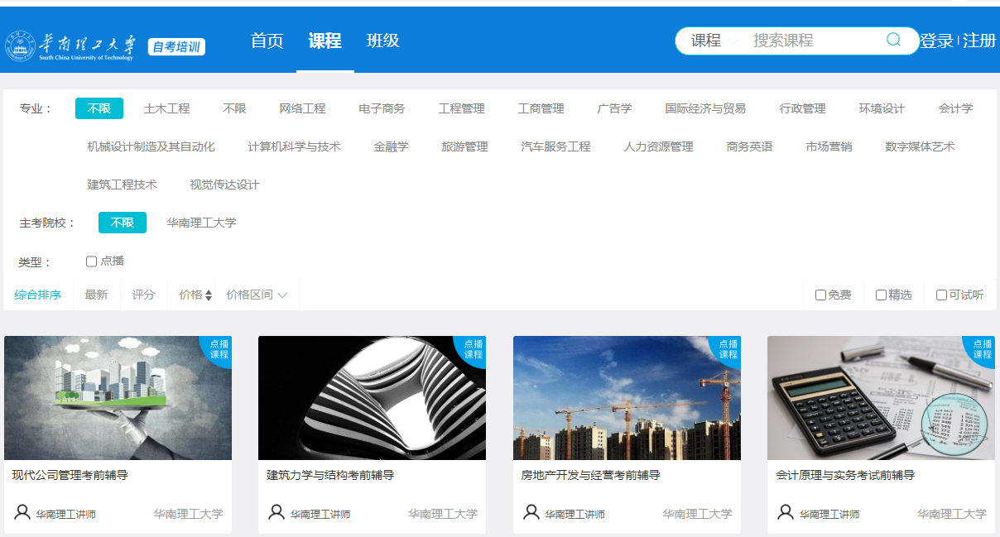 华南理工大学
South China University of Technology
自考培训
首页 课程 班级
课程 搜索课程
登录 | 注册
专业： 不限 土木工程 不限 网络工程 电子商务 工程管理 工商管理 广告学 国际经济与贸易 行政管理 环境设计 会计学
机械设计制造及其自动化 计算机科学与技术 金融学 旅游管理 汽车服务工程 人力资源管理 商务英语 市场营销 数字媒体艺术
建筑工程技术 视觉传达设计
主考院校： 不限 华南理工大学
类型： 点播
综合排序 最新 评分 价格 价格区间 免费 精选 可试听
点播
课程
现代公司管理考前辅导
华南理工讲师 华南理工大学
点播
课程
建筑力学与结构考前辅导
华南理工讲师 华南理工大学
点播
课程
房地产开发与经营考前辅导
华南理工讲师 华南理工大学
点播
课程
会计原理与实务考试前辅导
华南理工讲师 华南理工大学